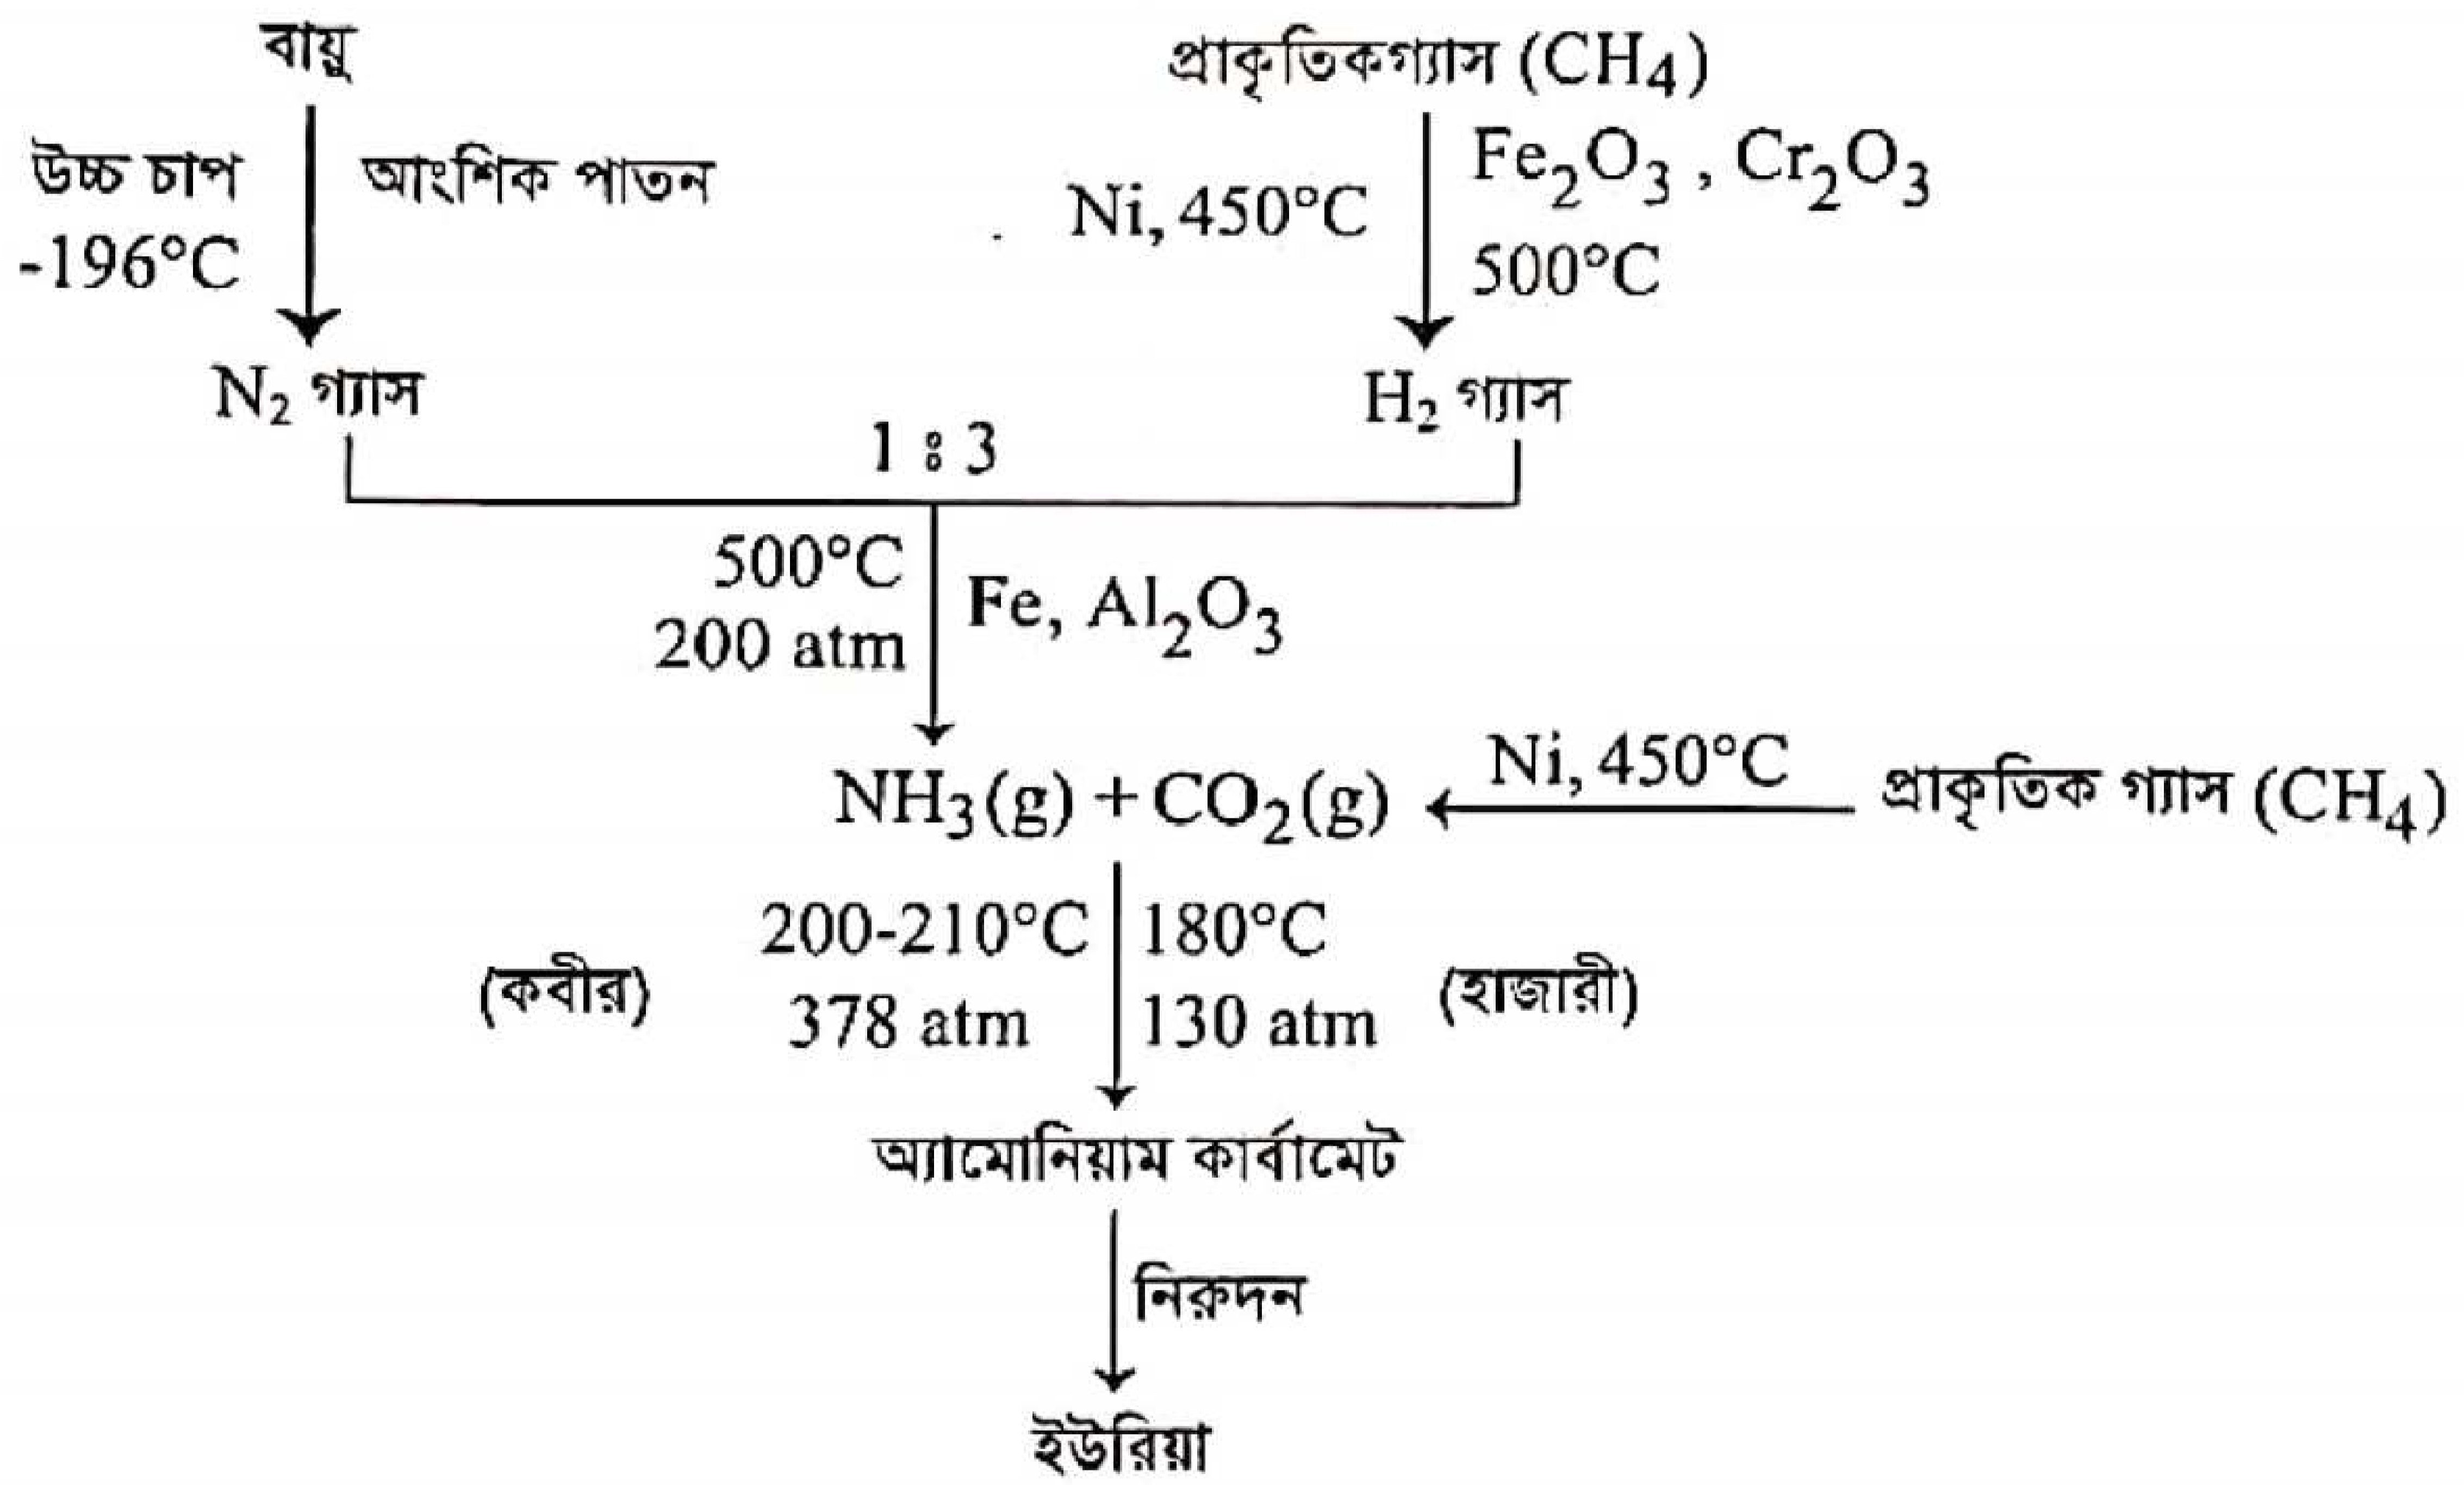 বায়ু
প্রাকৃতিকগ্যাস (CH₄)
উচ্চ চাপ
আংশিক পাতন
-196°C
Ni, 450°C
Fe₂O₃ , Cr₂O₃
500°C
N₂ গ্যাস
H₂ গ্যাস
1 ঃ 3
500°C
200 atm
Fe, Al₂O₃
NH₃(g) + CO₂(g)
Ni, 450°C
প্রাকৃতিক গ্যাস (CH₄)
(কবীর)
200-210°C
378 atm
180°C
130 atm
(হাজারী)
অ্যামোনিয়াম কার্বামেট
নিরুদন
ইউরিয়া